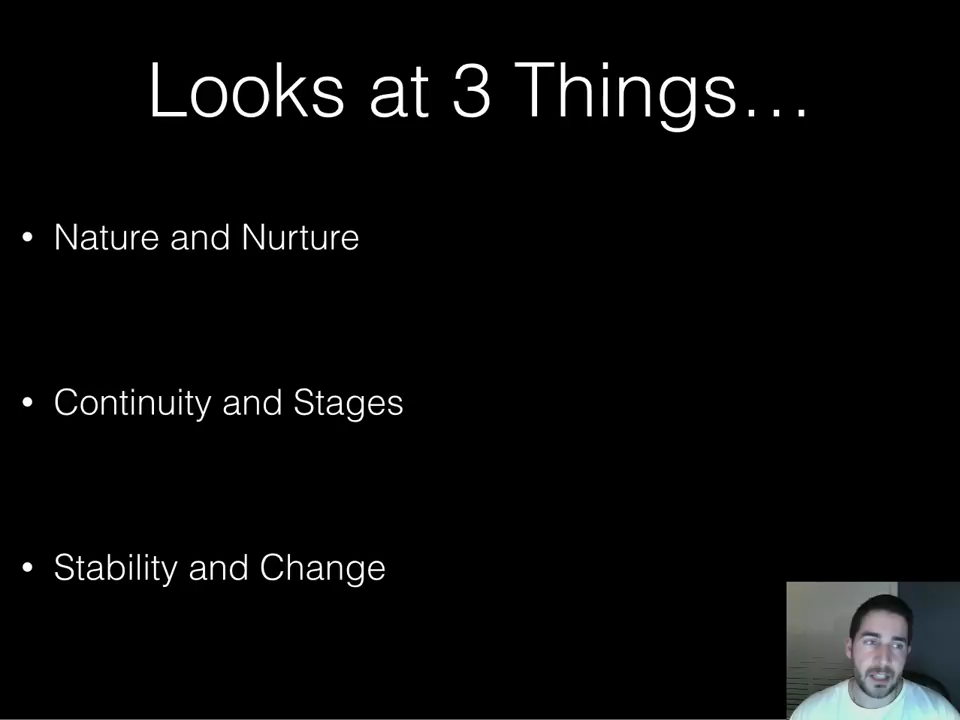 Looks at 3 Things…
• Nature and Nurture
• Continuity and Stages
• Stability and Change